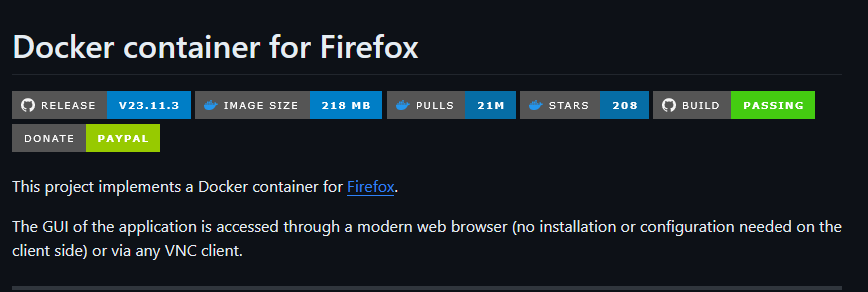 Docker container for Firefox
RELEASE V23.11.3 IMAGE SIZE 218 MB PULLS 21M STARS 208 BUILD PASSING
DONATE PAYPAL
This project implements a Docker container for Firefox.
The GUI of the application is accessed through a modern web browser (no installation or configuration needed on the
client side) or via any VNC client.